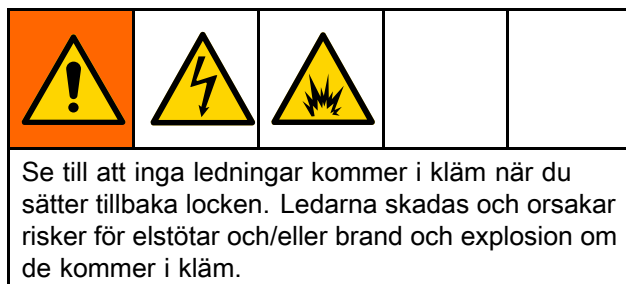 Se till att inga ledningar kommer i kläm när du
sätter tillbaka locken. Ledarna skadas och orsakar
risker för elstötar och/eller brand och explosion om
de kommer i kläm.